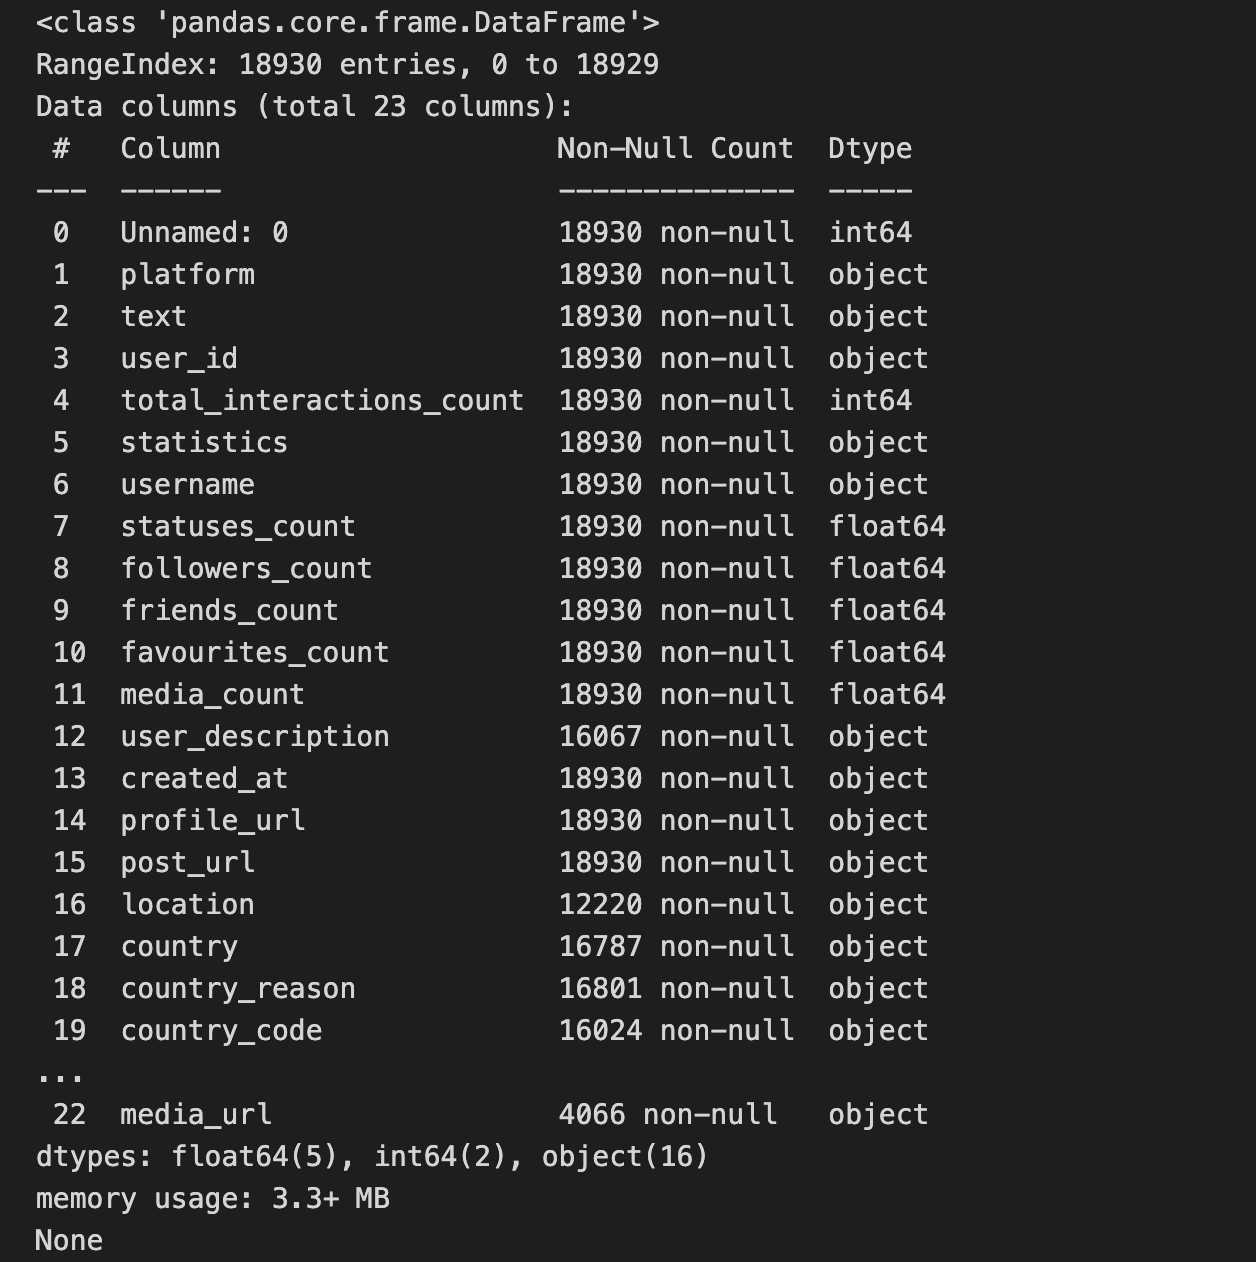 <class 'pandas.core.frame.DataFrame'>
RangeIndex: 18930 entries, 0 to 18929
Data columns (total 23 columns):
 #   Column                    Non-Null Count  Dtype
---  ------                    --------------  -----
 0   Unnamed: 0                18930 non-null  int64
 1   platform                  18930 non-null  object
 2   text                      18930 non-null  object
 3   user_id                   18930 non-null  object
 4   total_interactions_count  18930 non-null  int64
 5   statistics                18930 non-null  object
 6   username                  18930 non-null  object
 7   statuses_count            18930 non-null  float64
 8   followers_count           18930 non-null  float64
 9   friends_count             18930 non-null  float64
 10  favourites_count          18930 non-null  float64
 11  media_count               18930 non-null  float64
 12  user_description          16067 non-null  object
 13  created_at                18930 non-null  object
 14  profile_url               18930 non-null  object
 15  post_url                  18930 non-null  object
 16  location                  12220 non-null  object
 17  country                   16787 non-null  object
 18  country_reason            16801 non-null  object
 19  country_code              16024 non-null  object
...
 22  media_url                 4066 non-null   object
dtypes: float64(5), int64(2), object(16)
memory usage: 3.3+ MB
None